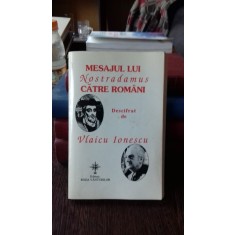 MESAJUL LUI
Nostradamus
CĂTRE ROMÂNI
Descifrat
de
Vlaicu Ionescu